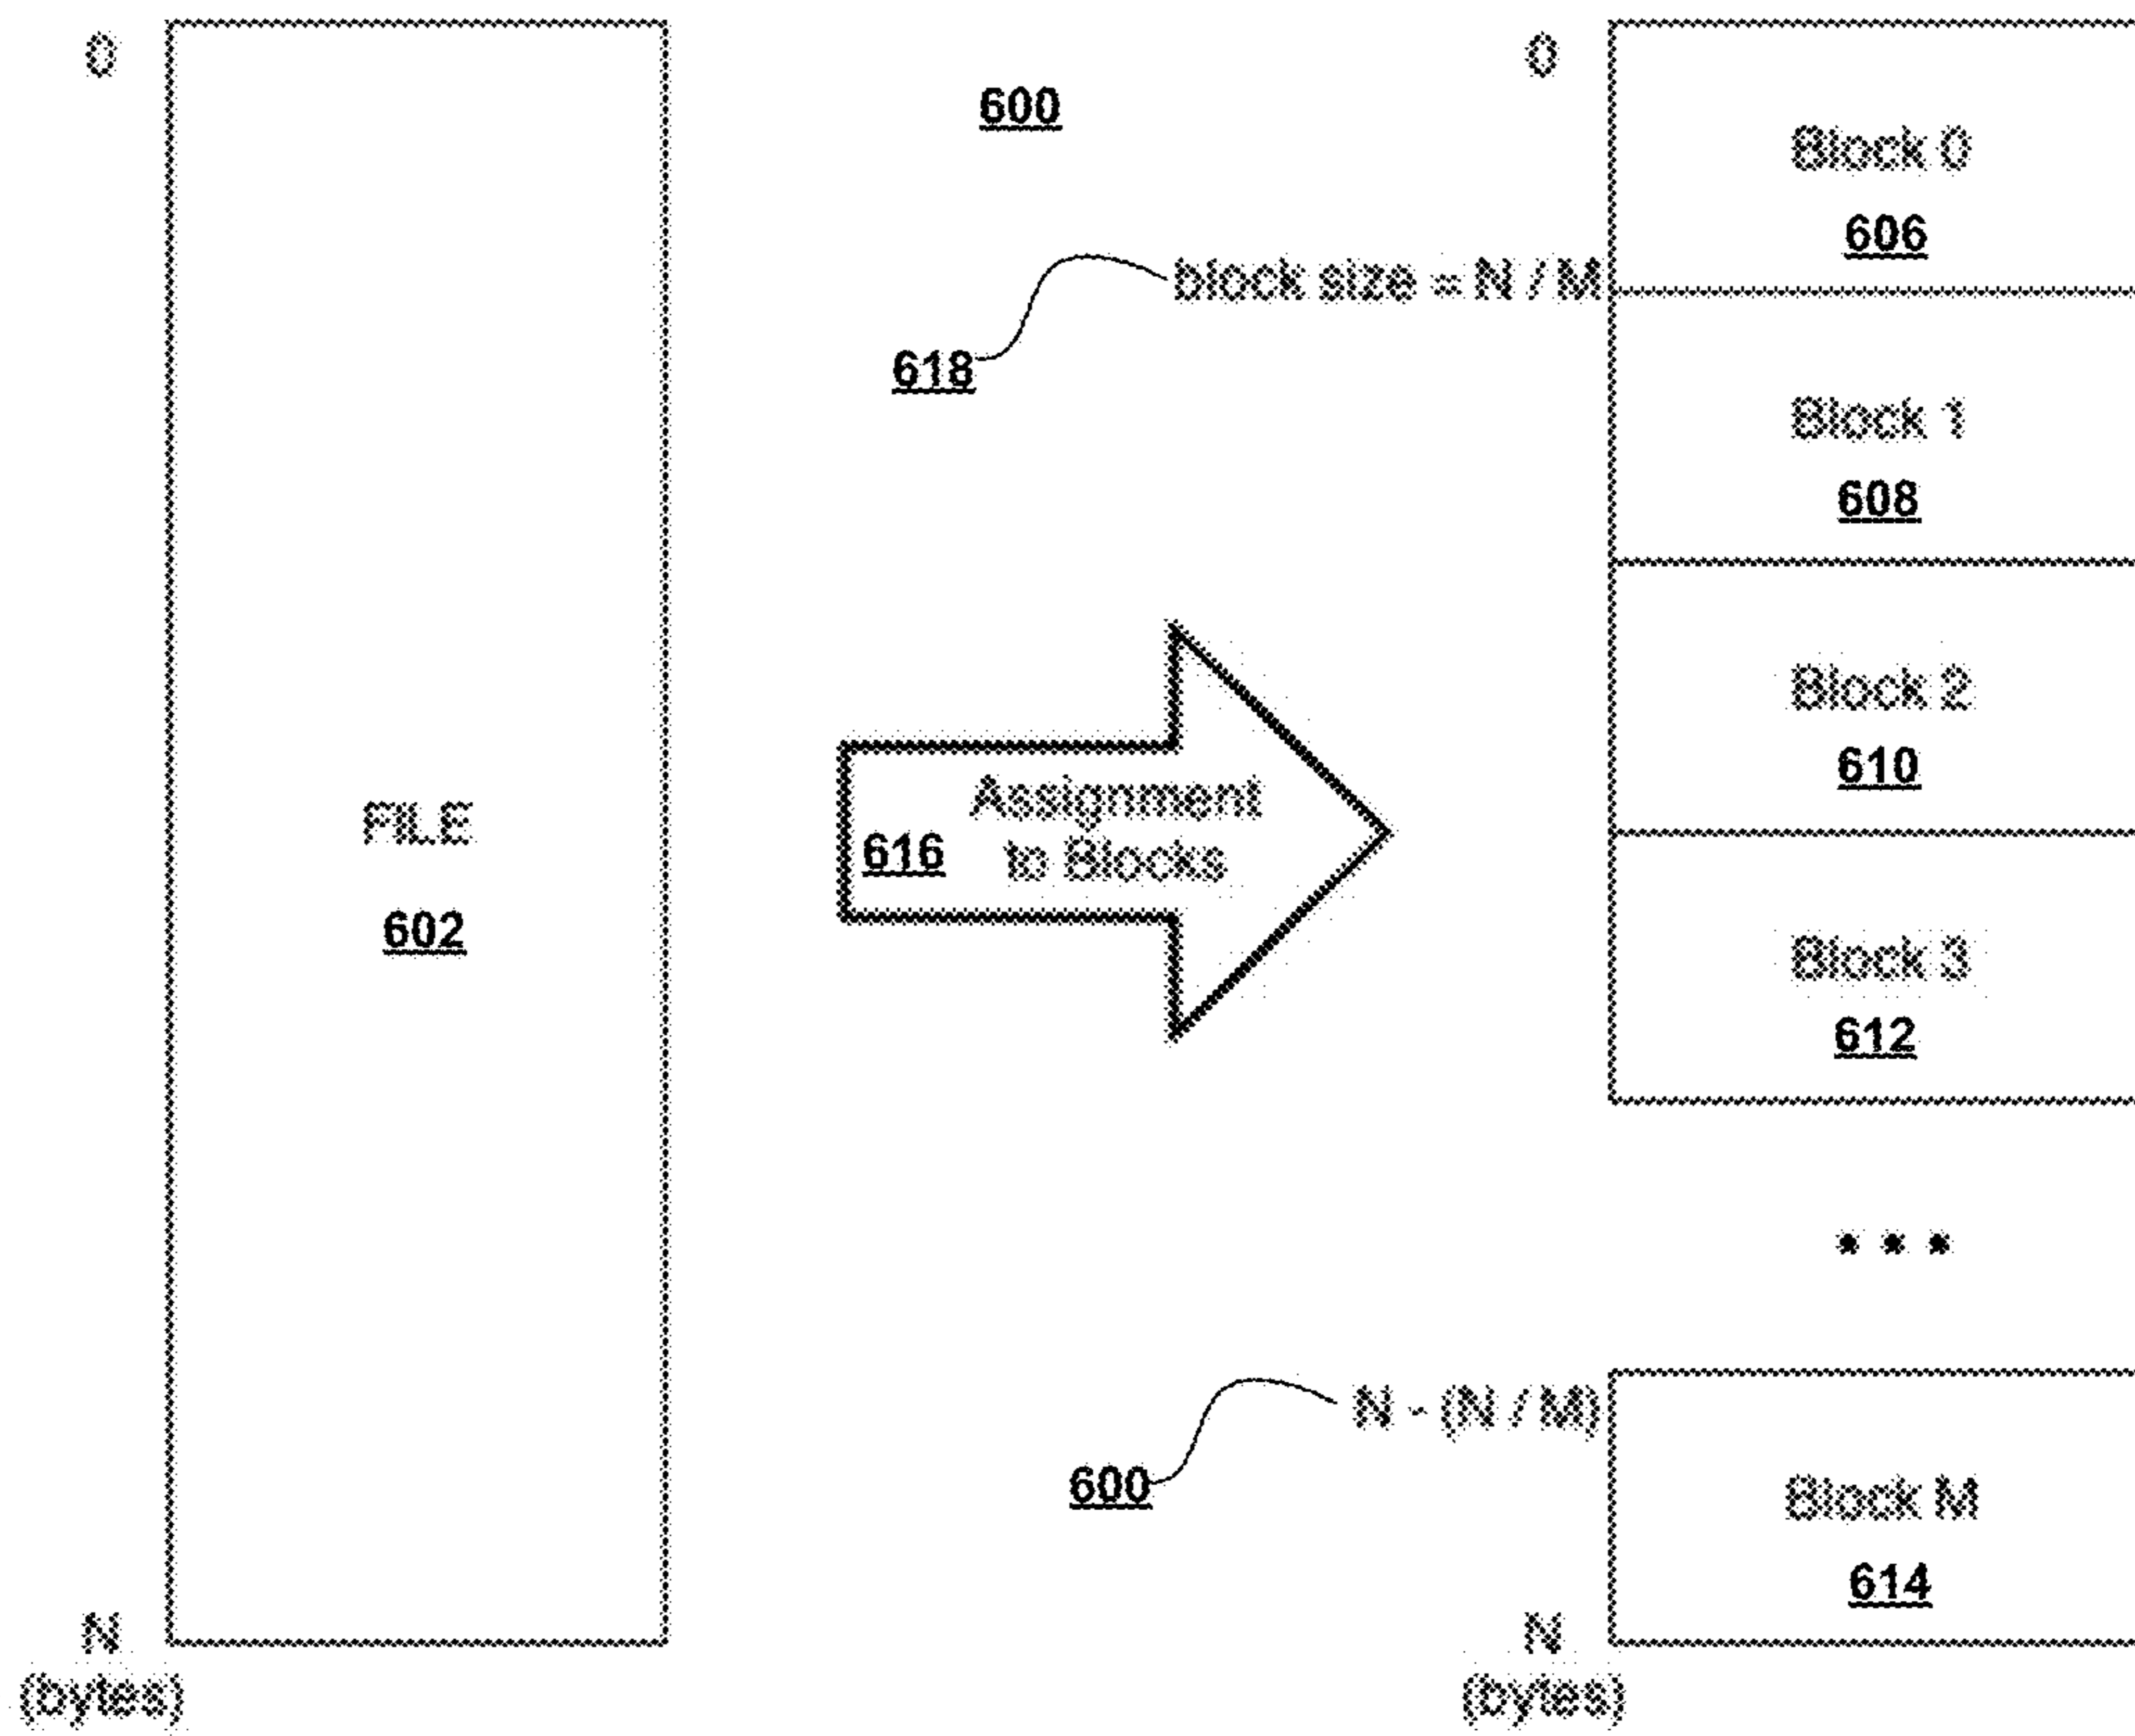 0
600
0
Block 0
606
block size = N / M
618
Block 1
608
Block 2
610
FILE
602
616
Assignment
to Blocks
Block 3
612
...
N - (N / M)
600
Block M
614
N
(bytes)
N
(bytes)